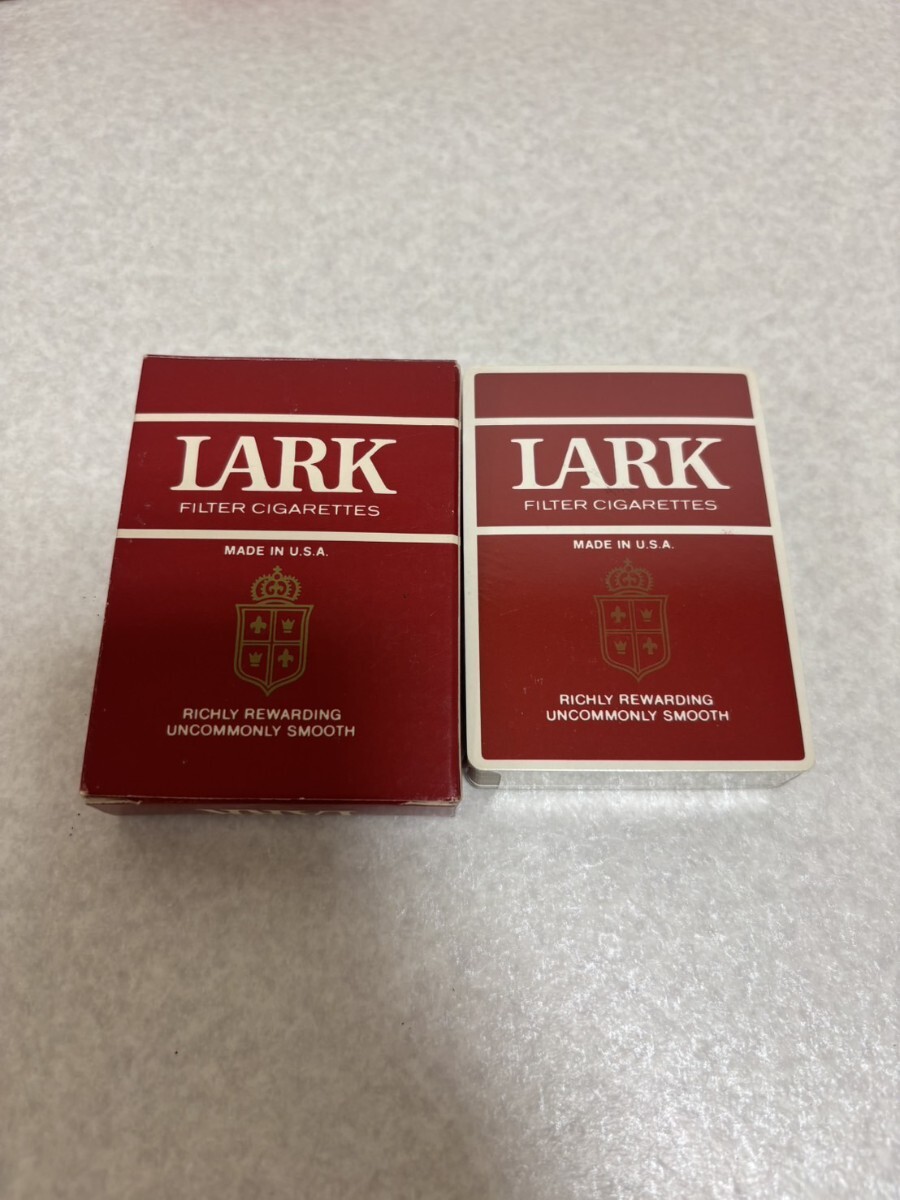 LARK
FILTER CIGARETTES
MADE IN U.S.A.
RICHLY REWARDING
UNCOMMONLY SMOOTH
LARK
FILTER CIGARETTES
MADE IN U.S.A.
RICHLY REWARDING
UNCOMMONLY SMOOTH